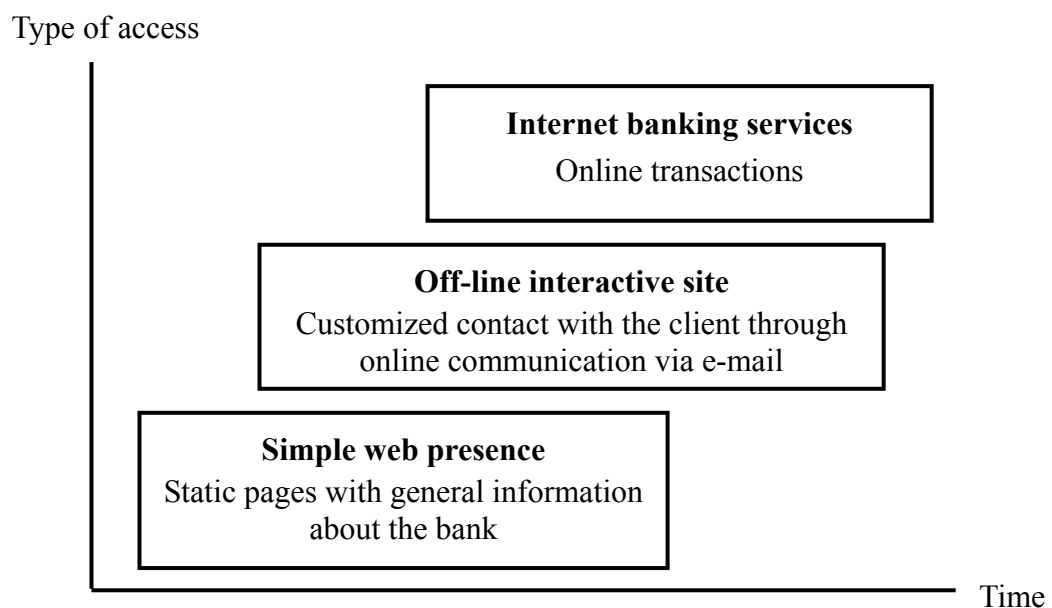 Type of access
Internet banking services
Online transactions
Off-line interactive site
Customized contact with the client through
online communication via e-mail
Simple web presence
Static pages with general information
about the bank
Time